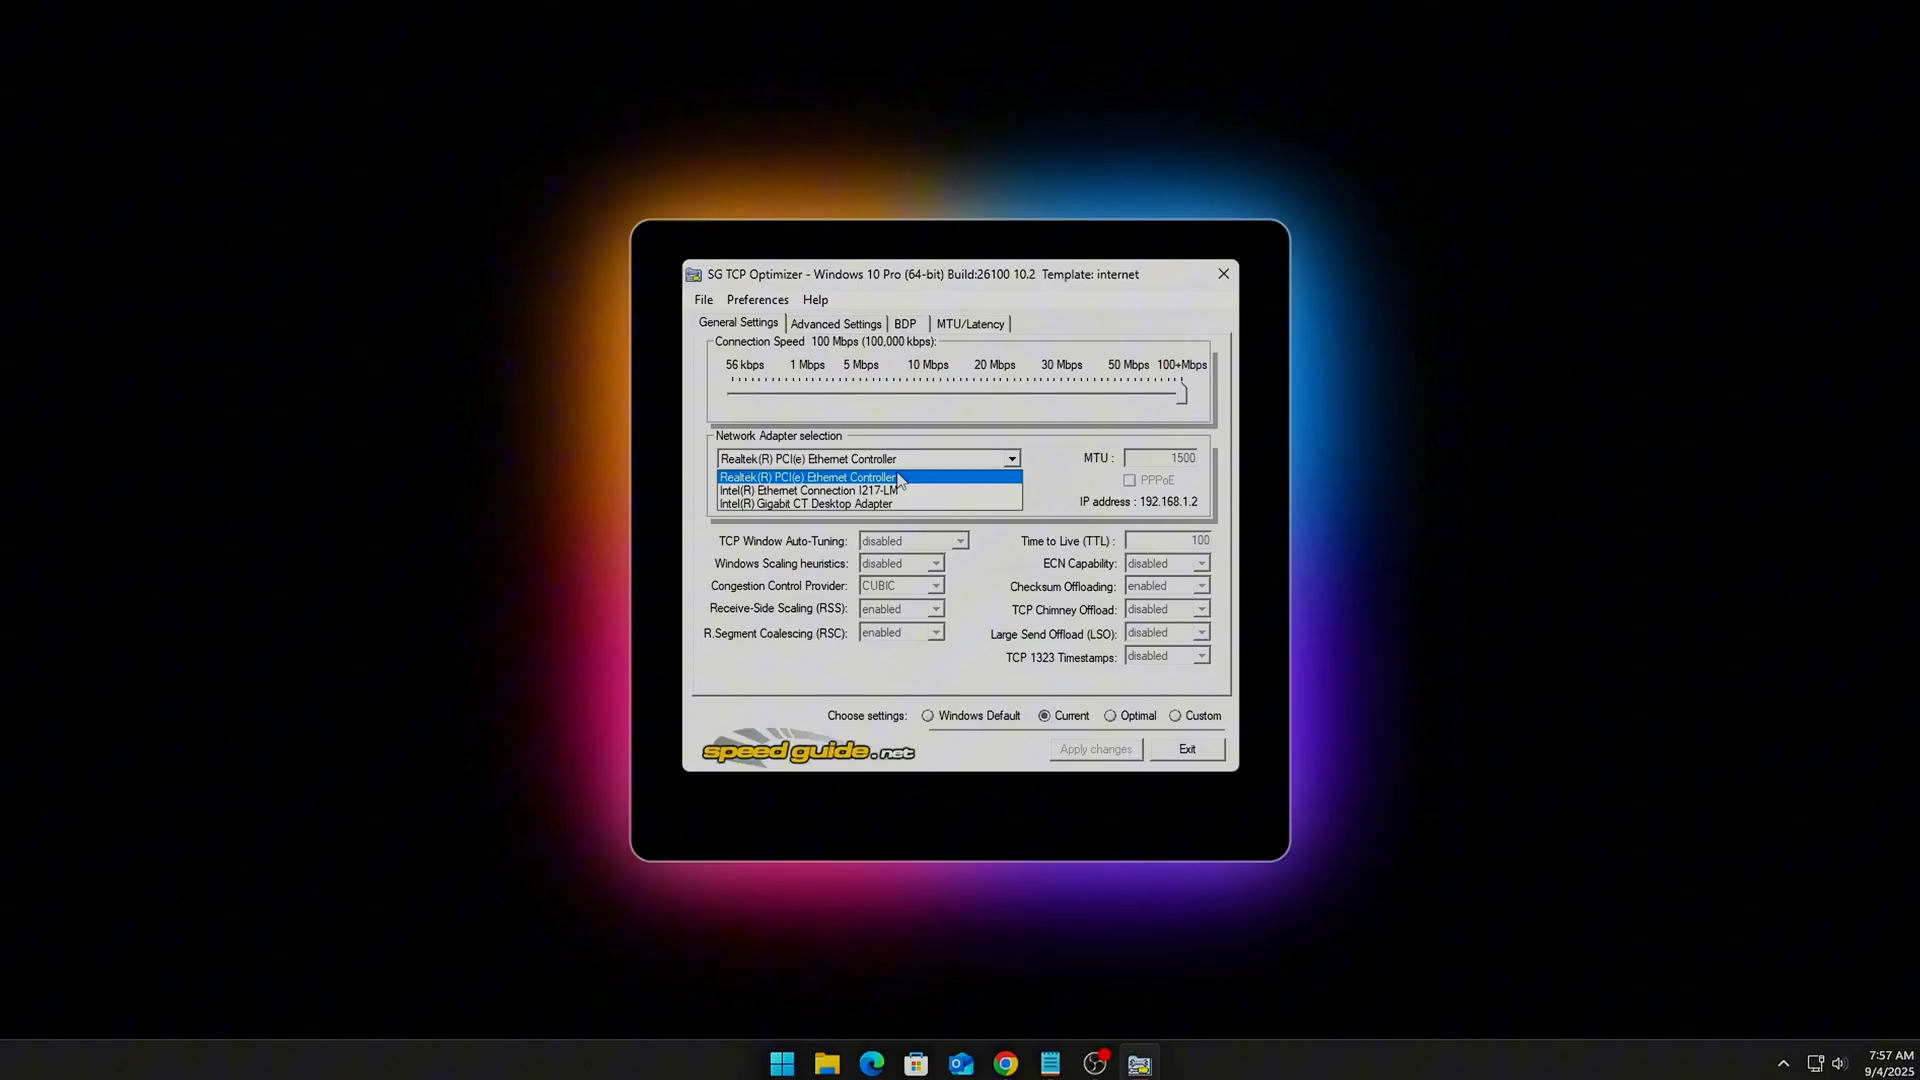 SG TCP Optimizer - Windows 10 Pro (64-bit) Build:26100 10.2 Template: internet
File Preferences Help
General Settings Advanced Settings BDP MTU/Latency
Connection Speed 100 Mbps (100,000 kbps):
56 kbps 1 Mbps 5 Mbps 10 Mbps 20 Mbps 30 Mbps 50 Mbps 100+Mbps
Network Adapter selection
Realtek(R) PCI(e) Ethernet Controller MTU : 1500
Realtek(R) PCI(e) Ethernet Controller PPPoE
Intel(R) Ethernet Connection I217-LM
Intel(R) Gigabit CT Desktop Adapter IP address : 192.168.1.2
TCP Window Auto-Tuning: disabled Time to Live (TTL) : 100
Windows Scaling heuristics: disabled ECN Capability: disabled
Congestion Control Provider: CUBIC Checksum Offloading: enabled
Receive-Side Scaling (RSS): enabled TCP Chimney Offload: disabled
R.Segment Coalescing (RSC): enabled Large Send Offload (LSO): disabled
TCP 1323 Timestamps: disabled
Choose settings: Windows Default Current Optimal Custom
speed guide.net Apply changes Exit
7:57 AM
9/4/2025